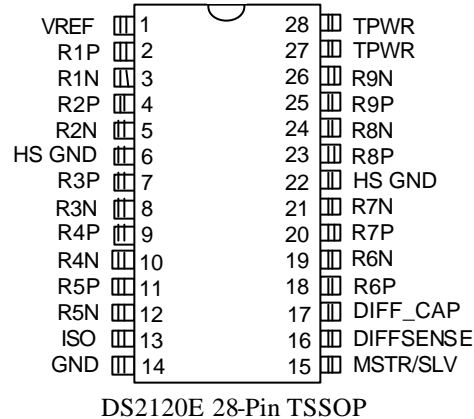 VREF 1 28 TPWR
R1P 2 27 TPWR
R1N 3 26 R9N
R2P 4 25 R9P
R2N 5 24 R8N
HS GND 6 23 R8P
R3P 7 22 HS GND
R3N 8 21 R7N
R4P 9 20 R7P
R4N 10 19 R6N
R5P 11 18 R6P
R5N 12 17 DIFF_CAP
ISO 13 16 DIFFSENSE
GND 14 15 MSTR/SLV
DS2120E 28-Pin TSSOP